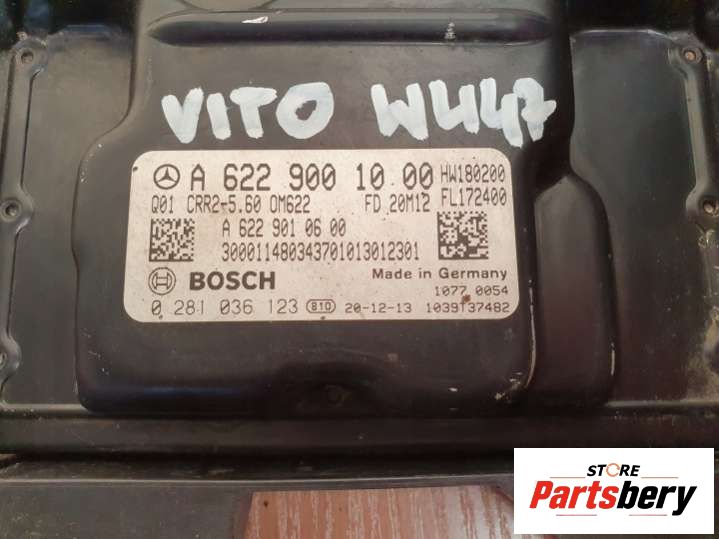 VITO W447
A 622 900 10 00 HW180200
Q01 CRR2-5.60 OM622 FD 20M12 FL172400
A 622 901 06 00
300011480343701013012301
BOSCH Made in Germany
1077 0054
0 281 036 123 810 20-12-13 1039137482
STORE
Partsbery